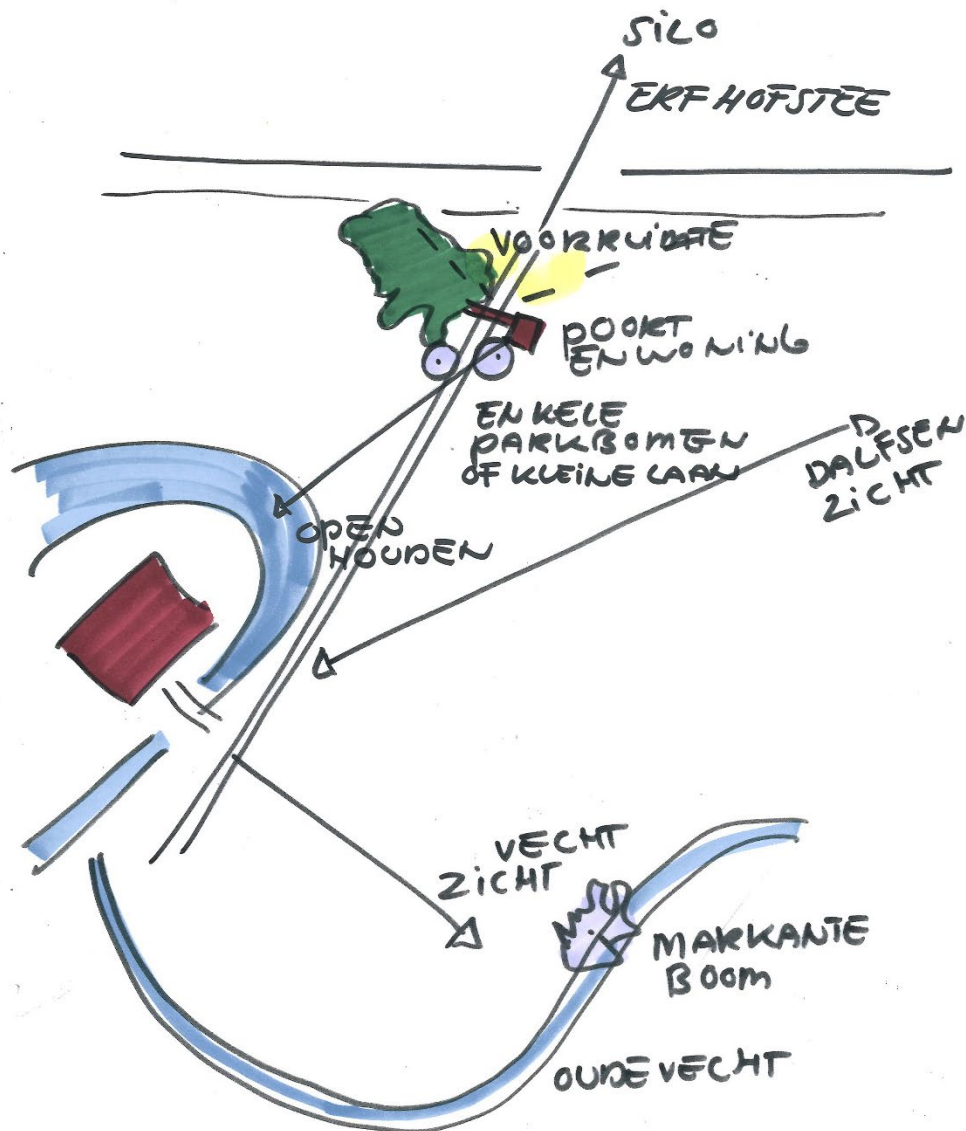 SILO
ERF HOFSTEE
VOORRUIMTE
POORT
EN WONING
ENKELE
PARKBOMEN
OF KLEINE LAAN
DALFSEN
ZICHT
OPEN
HOUDEN
VECHT
ZICHT
MARKANTE
BOOM
OUDE VECHT